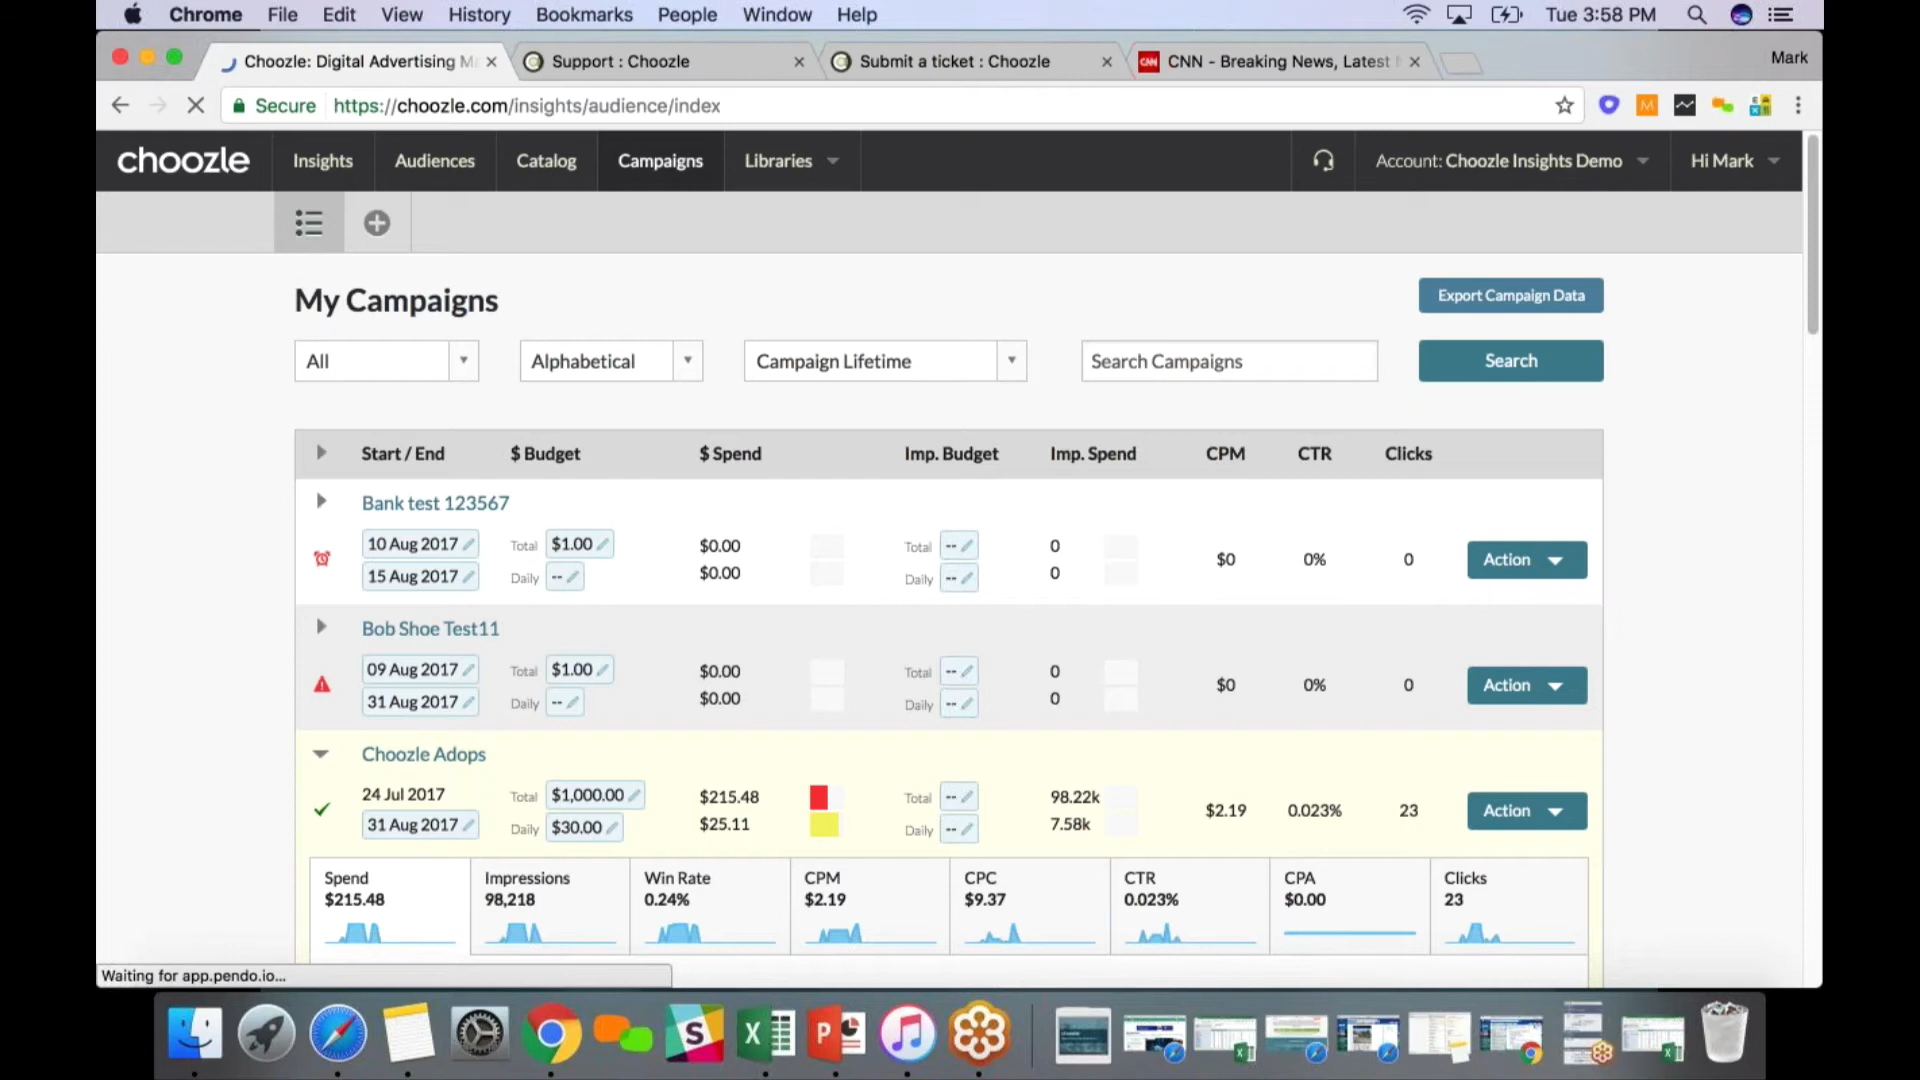 Chrome File Edit View History Bookmarks People Window Help Tue 3:58 PM
Choozle: Digital Advertising Ma Support : Choozle Submit a ticket : Choozle CNN CNN - Breaking News, Latest Mark
Secure https://choozle.com/insights/audience/index M
choozle Insights Audiences Catalog Campaigns Libraries Account: Choozle Insights Demo Hi Mark
My Campaigns Export Campaign Data
All Alphabetical Campaign Lifetime Search Campaigns Search
Start / End $ Budget $ Spend Imp. Budget Imp. Spend CPM CTR Clicks
Bank test 123567
10 Aug 2017 Total $1.00 $0.00 Total -- 0
$0 0% 0 Action
15 Aug 2017 Daily -- $0.00 Daily -- 0
Bob Shoe Test11
09 Aug 2017 Total $1.00 $0.00 Total -- 0
$0 0% 0 Action
31 Aug 2017 Daily -- $0.00 Daily -- 0
Choozle Adops
24 Jul 2017 Total $1,000.00 $215.48 Total -- 98.22k
$2.19 0.023% 23 Action
31 Aug 2017 Daily $30.00 $25.11 Daily -- 7.58k
Spend Impressions Win Rate CPM CPC CTR CPA Clicks
$215.48 98,218 0.24% $2.19 $9.37 0.023% $0.00 23
Waiting for app.pendo.io...
S X P